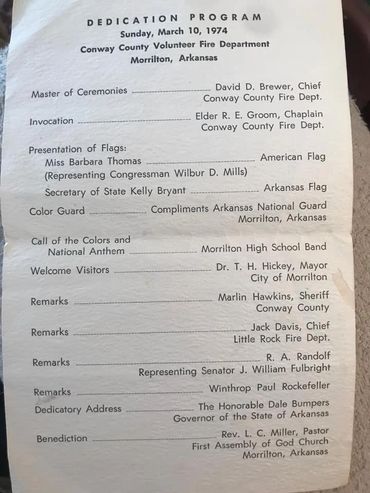 DEDICATION PROGRAM
Sunday, March 10, 1974
Conway County Volunteer Fire Department
Morrilton, Arkansas
Master of Ceremonies David D. Brewer, Chief
Conway County Fire Dept.
Invocation Elder R. E. Groom, Chaplain
Conway County Fire Dept.
Presentation of Flags:
Miss Barbara Thomas American Flag
(Representing Congressman Wilbur D. Mills)
Secretary of State Kelly Bryant Arkansas Flag
Color Guard Compliments Arkansas National Guard
Morrilton, Arkansas
Call of the Colors and
National Anthem Morrilton High School Band
Welcome Visitors Dr. T. H. Hickey, Mayor
City of Morrilton
Remarks Marlin Hawkins, Sheriff
Conway County
Remarks Jack Davis, Chief
Little Rock Fire Dept.
Remarks R. A. Randolf
Representing Senator J. William Fulbright
Remarks Winthrop Paul Rockefeller
Dedicatory Address The Honorable Dale Bumpers
Governor of the State of Arkansas
Benediction Rev. L. C. Miller, Pastor
First Assembly of God Church
Morrilton, Arkansas